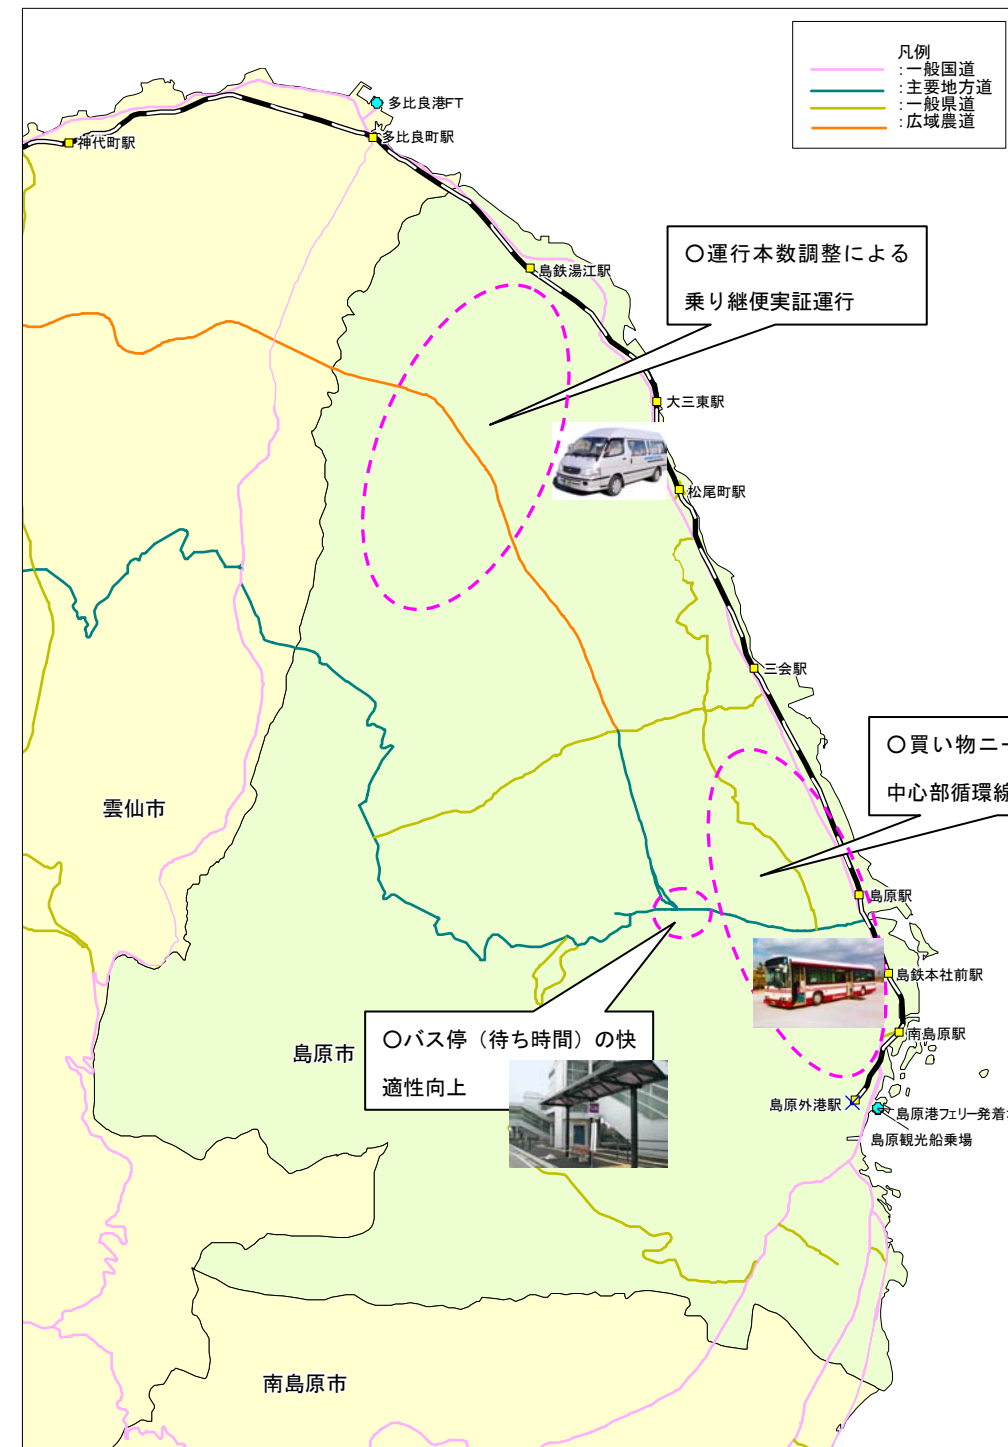 凡例
：一般国道
：主要地方道
：一般県道
：広域農道
多比良港FT
神代町駅
多比良町駅
〇運行本数調整による
乗り継便実証運行
島鉄湯江駅
大三東駅
松尾町駅
三会駅
〇買い物ニー
中心部循環線
雲仙市
島原駅
島鉄本社前駅
〇バス停（待ち時間）の快
適性向上
島原市
南島原駅
島原外港駅
島原港フェリー発着
島原観光船乗場
南島原市